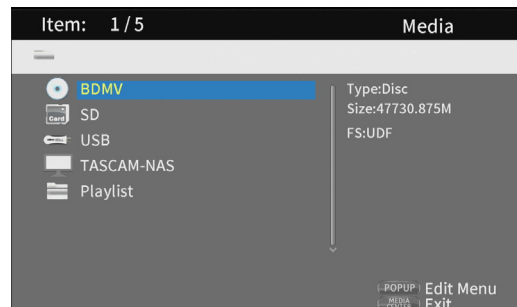 Item: 1/5
Media
BDMV
Card SD
USB
TASCAM-NAS
Playlist
Type:Disc
Size:47730.875M
FS:UDF
POPUP Edit Menu
MEDIA CENTER Exit